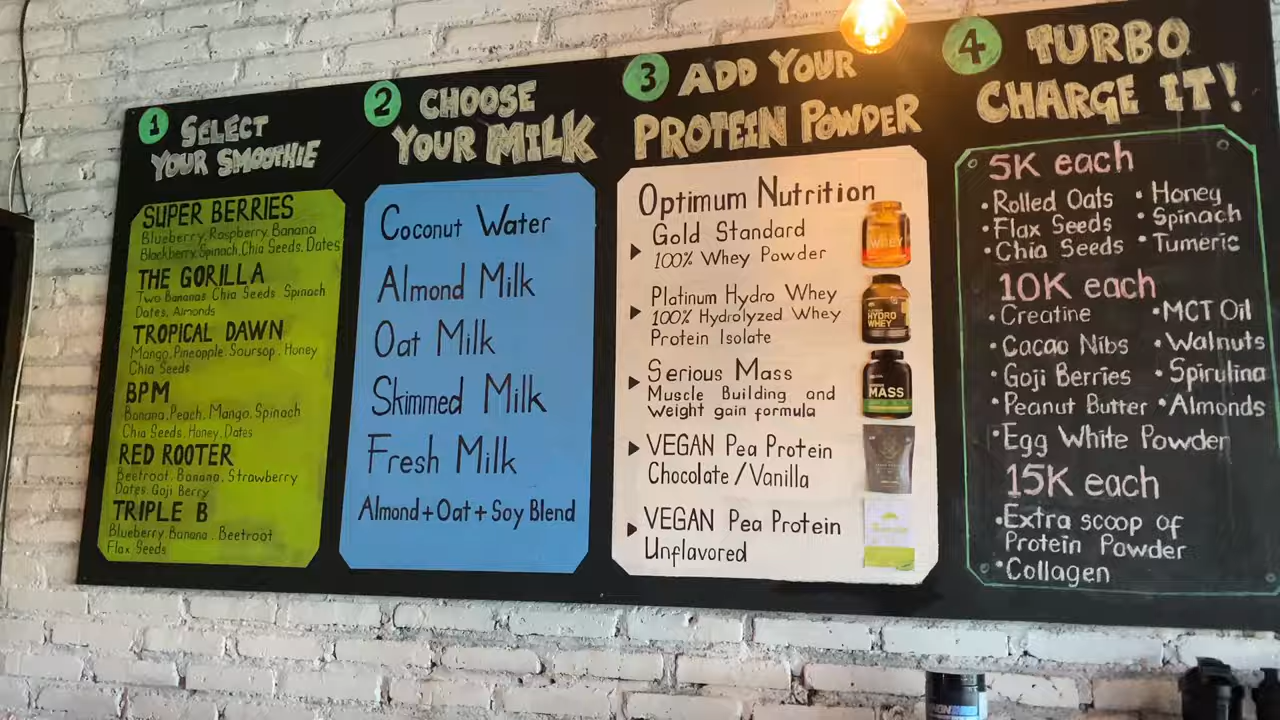 1 SELECT
YOUR SMOOTHIE
SUPER BERRIES
Blueberry, Raspberry, Banana
Blackberry, Spinach, Chia Seeds, Dates
THE GORILLA
Two Bananas, Chia Seeds, Spinach
Dates, Almonds
TROPICAL DAWN
Mango, Pineapple, Soursop, Honey
Chia Seeds
BPM
Banana, Peach, Mango, Spinach
Chia Seeds, Honey, Dates
RED ROOTER
Beetroot, Banana, Strawberry
Dates, Goji Berry
TRIPLE B
Blueberry, Banana, Beetroot
Flax Seeds
2 CHOOSE
YOUR MILK
Coconut Water
Almond Milk
Oat Milk
Skimmed Milk
Fresh Milk
Almond+Oat+Soy Blend
3 ADD YOUR
PROTEIN POWDER
Optimum Nutrition
Gold Standard
100% Whey Powder
WHEY
Platinum Hydro Whey
100% Hydrolyzed Whey
Protein Isolate
HYDRO
WHEY
Serious Mass
Muscle Building and
Weight gain formula
MASS
VEGAN Pea Protein
Chocolate/Vanilla
VEGAN Pea Protein
Unflavored
4 TURBO
CHARGE IT!
5K each
• Rolled Oats • Honey
• Flax Seeds • Spinach
• Chia Seeds • Tumeric
10K each
• Creatine • MCT Oil
• Cacao Nibs • Walnuts
• Goji Berries • Spirulina
• Peanut Butter • Almonds
• Egg White Powder
15K each
• Extra scoop of
Protein Powder
• Collagen